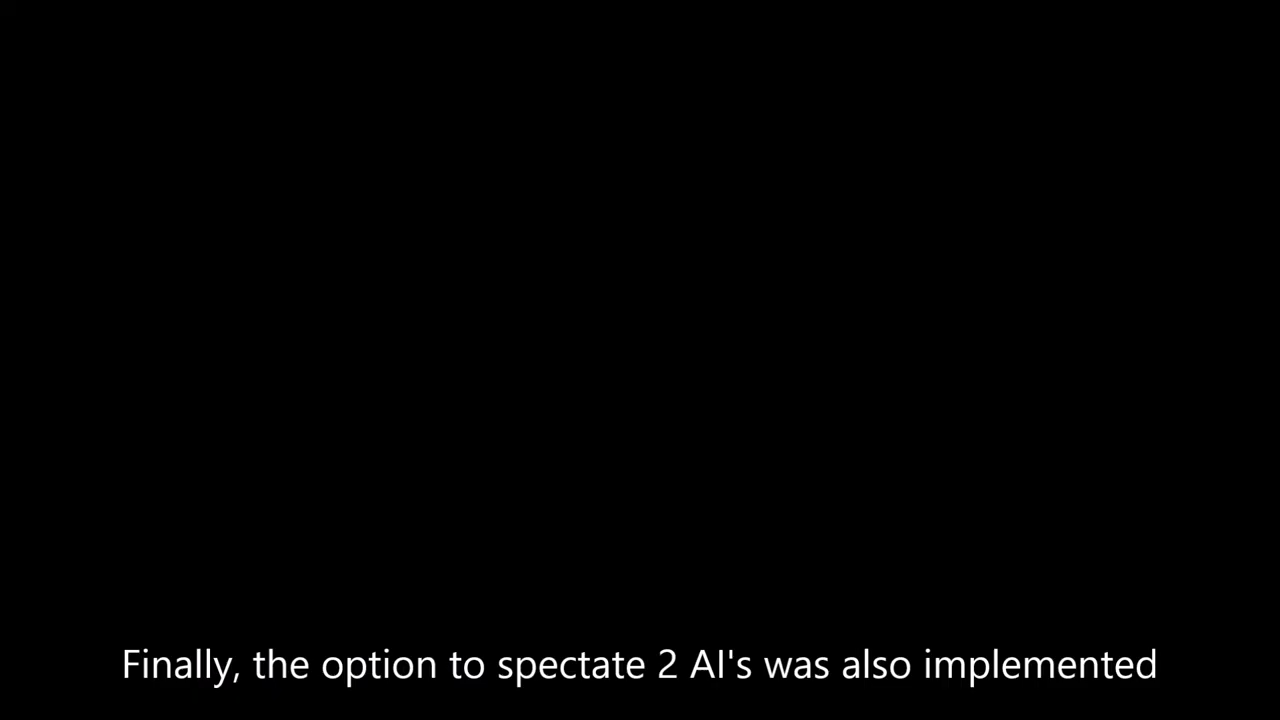 Finally, the option to spectate 2 AI's was also implemented